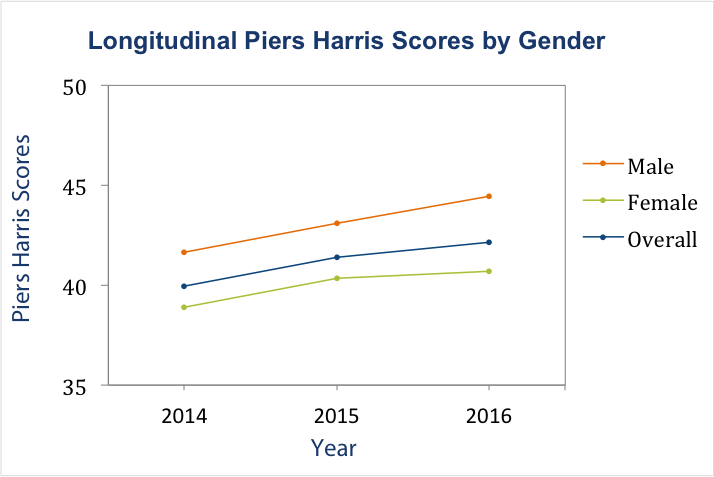 Longitudinal Piers Harris Scores by Gender
Piers Harris Scores
50
45
40
35
2014 2015 2016
Year
Male
Female
Overall